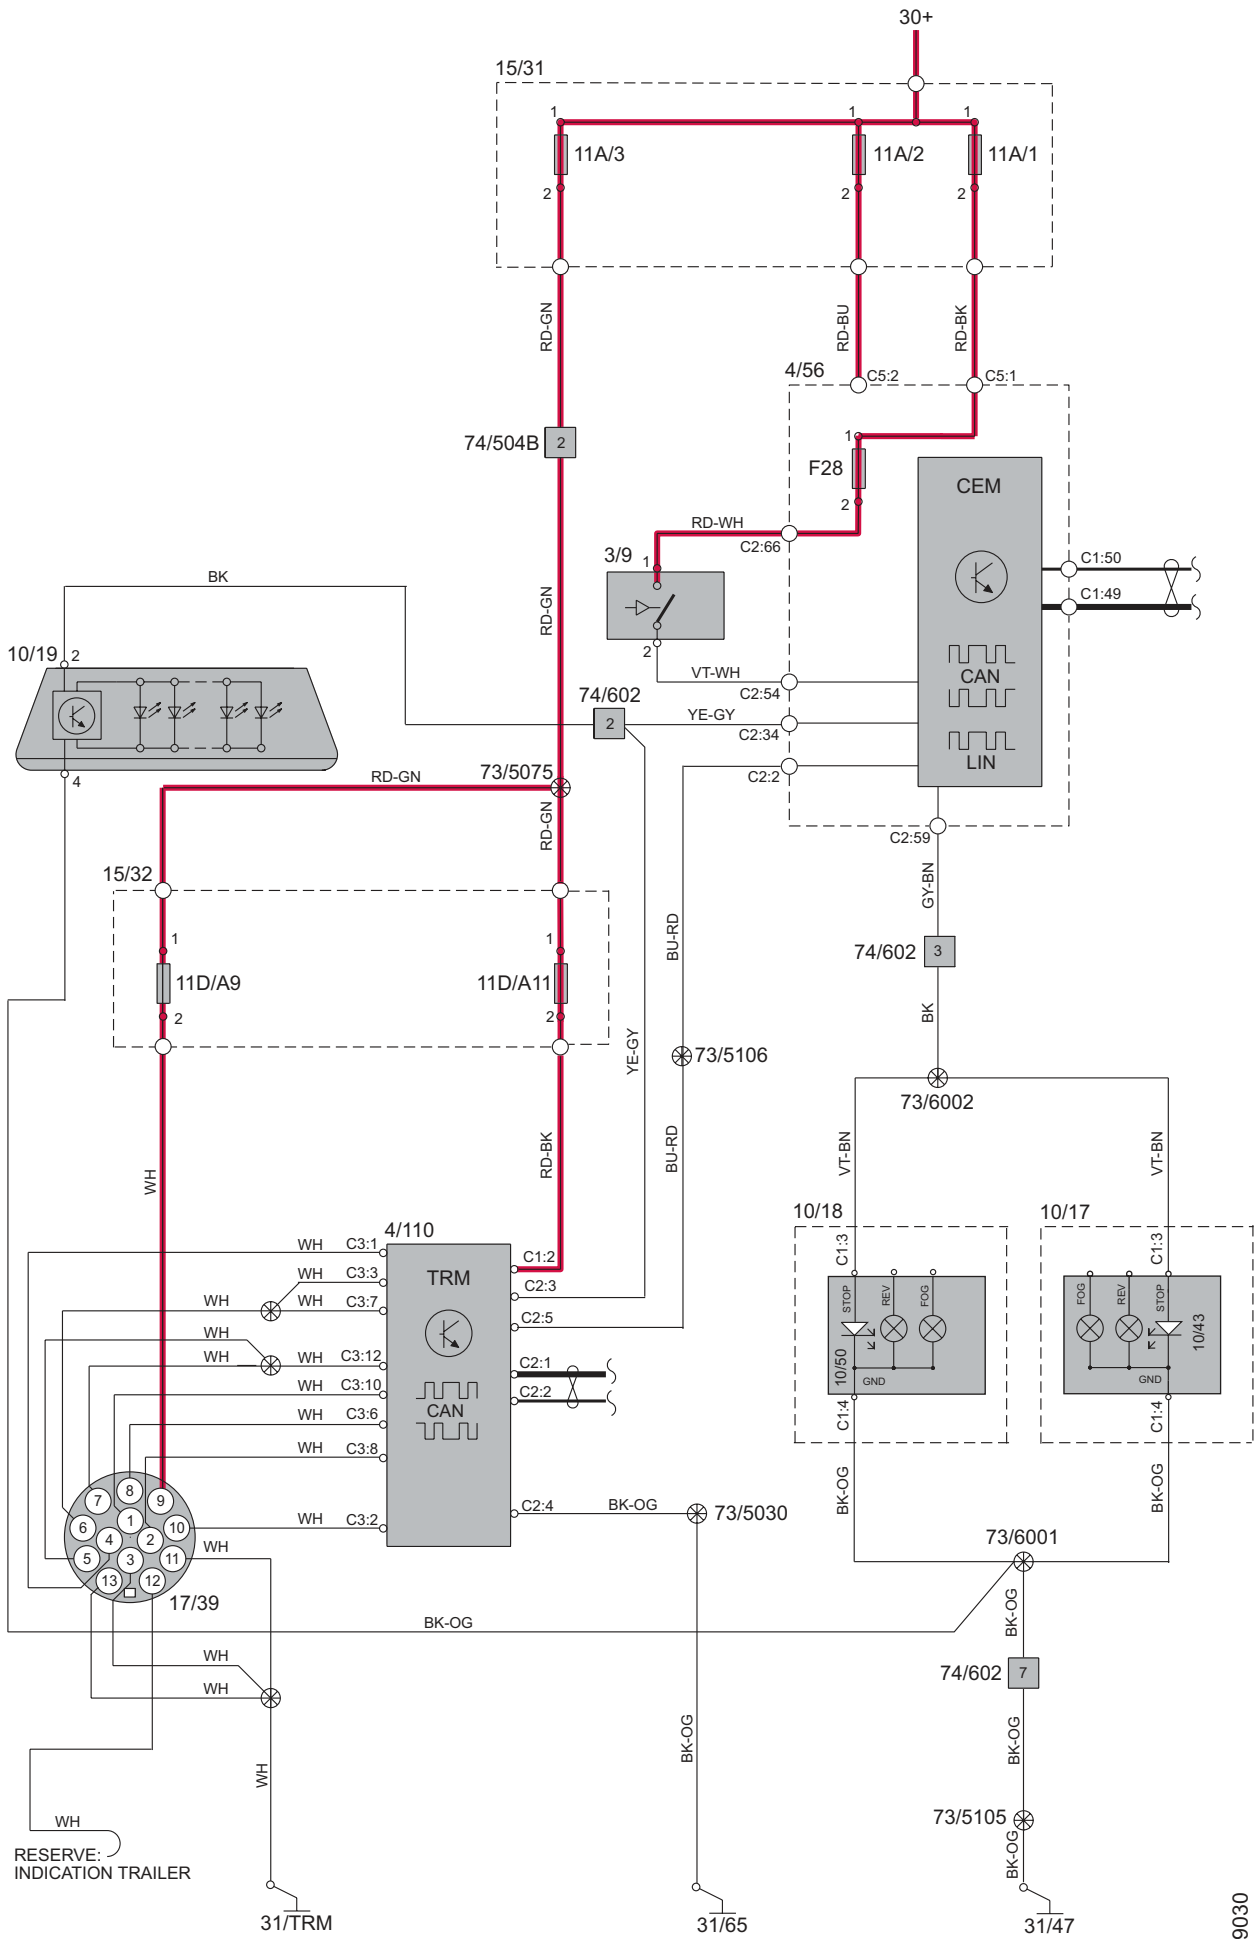 30+
15/31
1
1
1
11A/3
11A/2
11A/1
2
2
2
RD-GN
RD-BU
RD-BK
4/56
C5:2
C5:1
74/504B
2
1
F28
CEM
2
RD-WH
C2:66
3/9
1
C1:50
C1:49
BK
RD-GN
10/19
2
2
VT-WH
C2:54
CAN
74/602
2
YE-GY
C2:34
LIN
4
RD-GN
73/5075
C2:2
RD-GN
C2:59
15/32
GY-BN
BU-RD
1
1
74/602
3
11D/A9
11D/A11
2
2
BK
YE-GY
73/5106
73/6002
WH
RD-BK
BU-RD
VT-BN
VT-BN
10/18
10/17
4/110
WH
C3:1
C1:2
C1:3
C1:3
WH
C3:3
TRM
C2:3
WH
WH
C3:7
C2:5
STOP
REV
FOG
FOG
REV
STOP
WH
WH
WH
C3:12
C2:1
10/50
GND
GND
10/43
WH
C3:10
C2:2
CAN
WH
C3:6
C1:4
C1:4
WH
C3:8
BK-OG
BK-OG
8
7
9
C2:4
BK-OG
73/5030
6
1
10
WH
C3:2
4
2
73/6001
5
3
11
WH
13
12
17/39
BK-OG
BK-OG
WH
74/602
7
WH
BK-OG
BK-OG
WH
WH
73/5105
RESERVE:
INDICATION TRAILER
BK-OG
31/TRM
31/65
31/47
9030